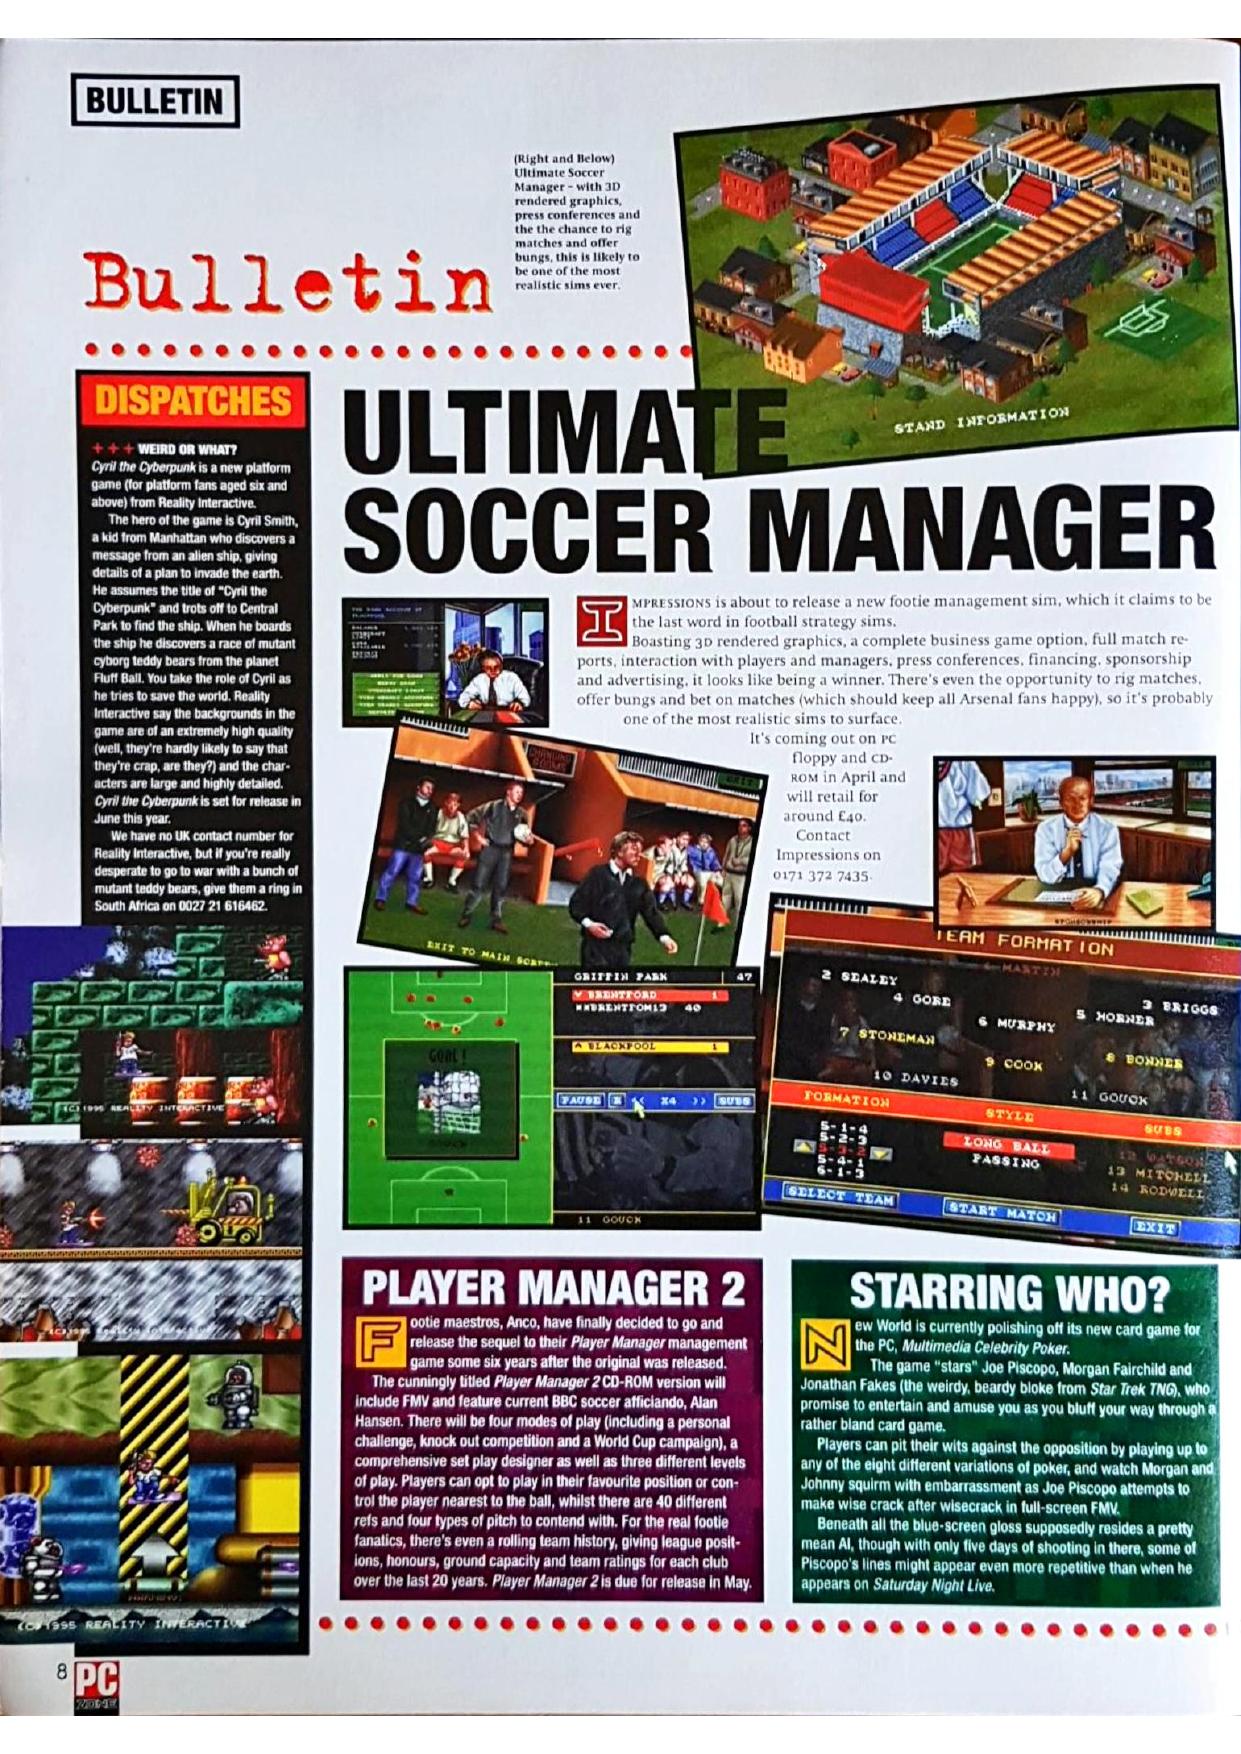 BULLETIN
(Right and Below)
Ultimate Soccer
Manager – with 3D
rendered graphics,
press conferences and
the the chance to rig
matches and offer
bungs, this is likely to
be one of the most
realistic sims ever.
Bulletin
STAND INFORMATION
DISPATCHES
+ + + WEIRD OR WHAT?
Cyril the Cyberpunk is a new platform
game (for platform fans aged six and
above) from Reality Interactive.
The hero of the game is Cyril Smith,
a kid from Manhattan who discovers a
message from an alien ship, giving
details of a plan to invade the earth.
He assumes the title of "Cyril the
Cyberpunk" and trots off to Central
Park to find the ship. When he boards
the ship he discovers a race of mutant
cyborg teddy bears from the planet
Fluff Ball. You take the role of Cyril as
he tries to save the world. Reality
Interactive say the backgrounds in the
game are of an extremely high quality
(well, they're hardly likely to say that
they're crap, are they?) and the char-
acters are large and highly detailed.
Cyril the Cyberpunk is set for release in
June this year.
We have no UK contact number for
Reality Interactive, but if you're really
desperate to go to war with a bunch of
mutant teddy bears, give them a ring in
South Africa on 0027 21 616462.
(C)1995 REALITY INTERACTIVE
(C)1995 REALITY INTERACTIVE
ULTIMATE
SOCCER MANAGER
IMPRESSIONS is about to release a new footie management sim, which it claims to be
the last word in football strategy sims.
Boasting 3D rendered graphics, a complete business game option, full match re-
ports, interaction with players and managers, press conferences, financing, sponsorship
and advertising, it looks like being a winner. There's even the opportunity to rig matches,
offer bungs and bet on matches (which should keep all Arsenal fans happy), so it's probably
one of the most realistic sims to surface.
It's coming out on PC
floppy and CD-
ROM in April and
will retail for
around £40.
Contact
Impressions on
0171 372 7435.
CHANGING
ROOMS
EXIT
EXIT TO MAIN SCREEN
SPONSORSHIP
GRIFFIN PARK 47
BRENTFORD 1
BLACKPOOL 1
GOAL!
GOUCK
PAUSE << X4 >> SUBS
11 GOUCK
TEAM FORMATION
1 MARTIN
2 SEALEY
4 GORE
3 BRIGGS
5 HORNER
6 MURPHY
7 STONEMAN
8 BONNER
9 COOK
10 DAVIES
11 GOUCK
FORMATION STYLE SUBS
5-1-4
5-2-3
5-3-2
5-4-1
6-1-3
LONG BALL
PASSING
12 WATSON
13 MITCHELL
14 RODWELL
SELECT TEAM START MATCH EXIT
PLAYER MANAGER 2
Footie maestros, Anco, have finally decided to go and
release the sequel to their Player Manager management
game some six years after the original was released.
The cunningly titled Player Manager 2 CD-ROM version will
include FMV and feature current BBC soccer afficiando, Alan
Hansen. There will be four modes of play (including a personal
challenge, knock out competition and a World Cup campaign), a
comprehensive set play designer as well as three different levels
of play. Players can opt to play in their favourite position or con-
trol the player nearest to the ball, whilst there are 40 different
refs and four types of pitch to contend with. For the real footie
fanatics, there's even a rolling team history, giving league posit-
ions, honours, ground capacity and team ratings for each club
over the last 20 years. Player Manager 2 is due for release in May.
STARRING WHO?
New World is currently polishing off its new card game for
the PC, Multimedia Celebrity Poker.
The game "stars" Joe Piscopo, Morgan Fairchild and
Jonathan Fakes (the weirdy, beardy bloke from Star Trek TNG), who
promise to entertain and amuse you as you bluff your way through a
rather bland card game.
Players can pit their wits against the opposition by playing up to
any of the eight different variations of poker, and watch Morgan and
Johnny squirm with embarrassment as Joe Piscopo attempts to
make wise crack after wisecrack in full-screen FMV.
Beneath all the blue-screen gloss supposedly resides a pretty
mean AI, though with only five days of shooting in there, some of
Piscopo's lines might appear even more repetitive than when he
appears on Saturday Night Live.
8
PC
ZONE